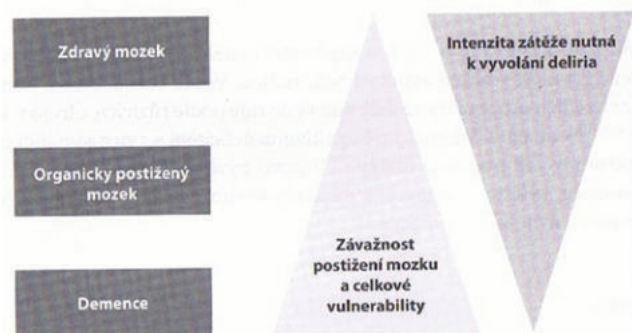 Zdravý mozek
Organicky postižený
mozek
Demence
Závažnost
postižení mozku
a celkové
vulnerability
Intenzita zátěže nutná
k vyvolání deliria